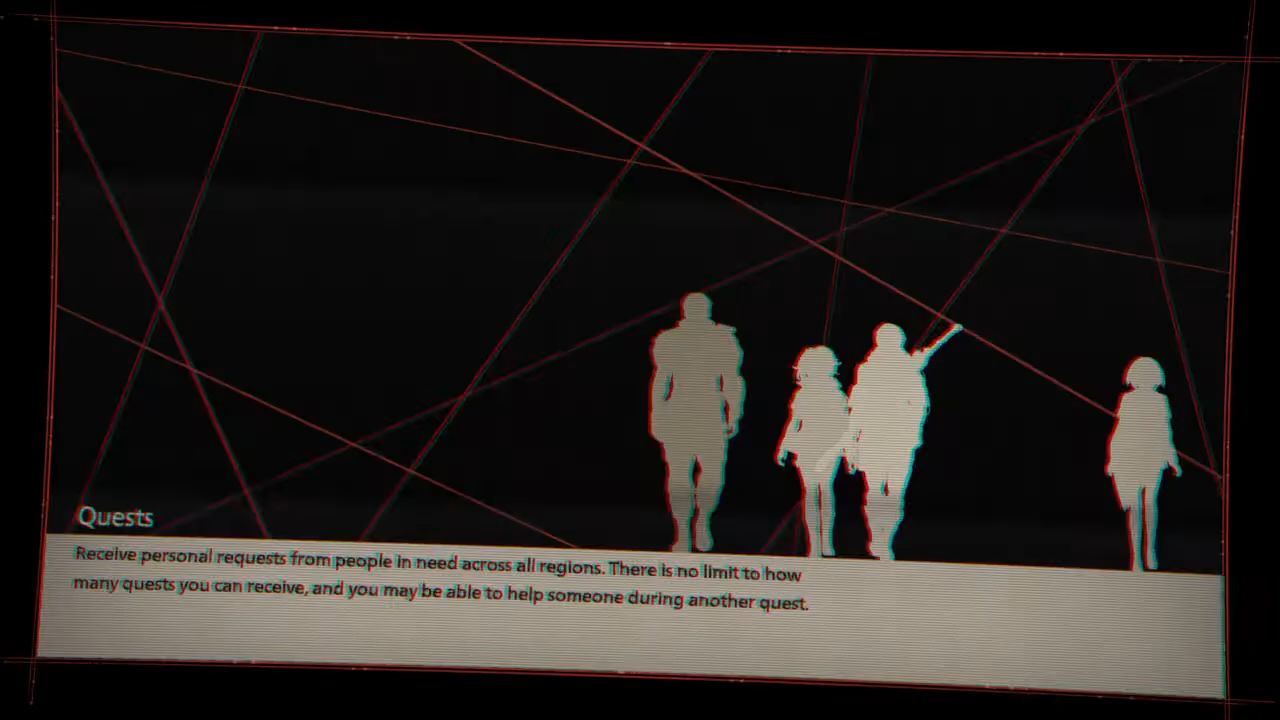 Quests
Receive personal requests from people in need across all regions. There is no limit to how
many quests you can receive, and you may be able to help someone during another quest.